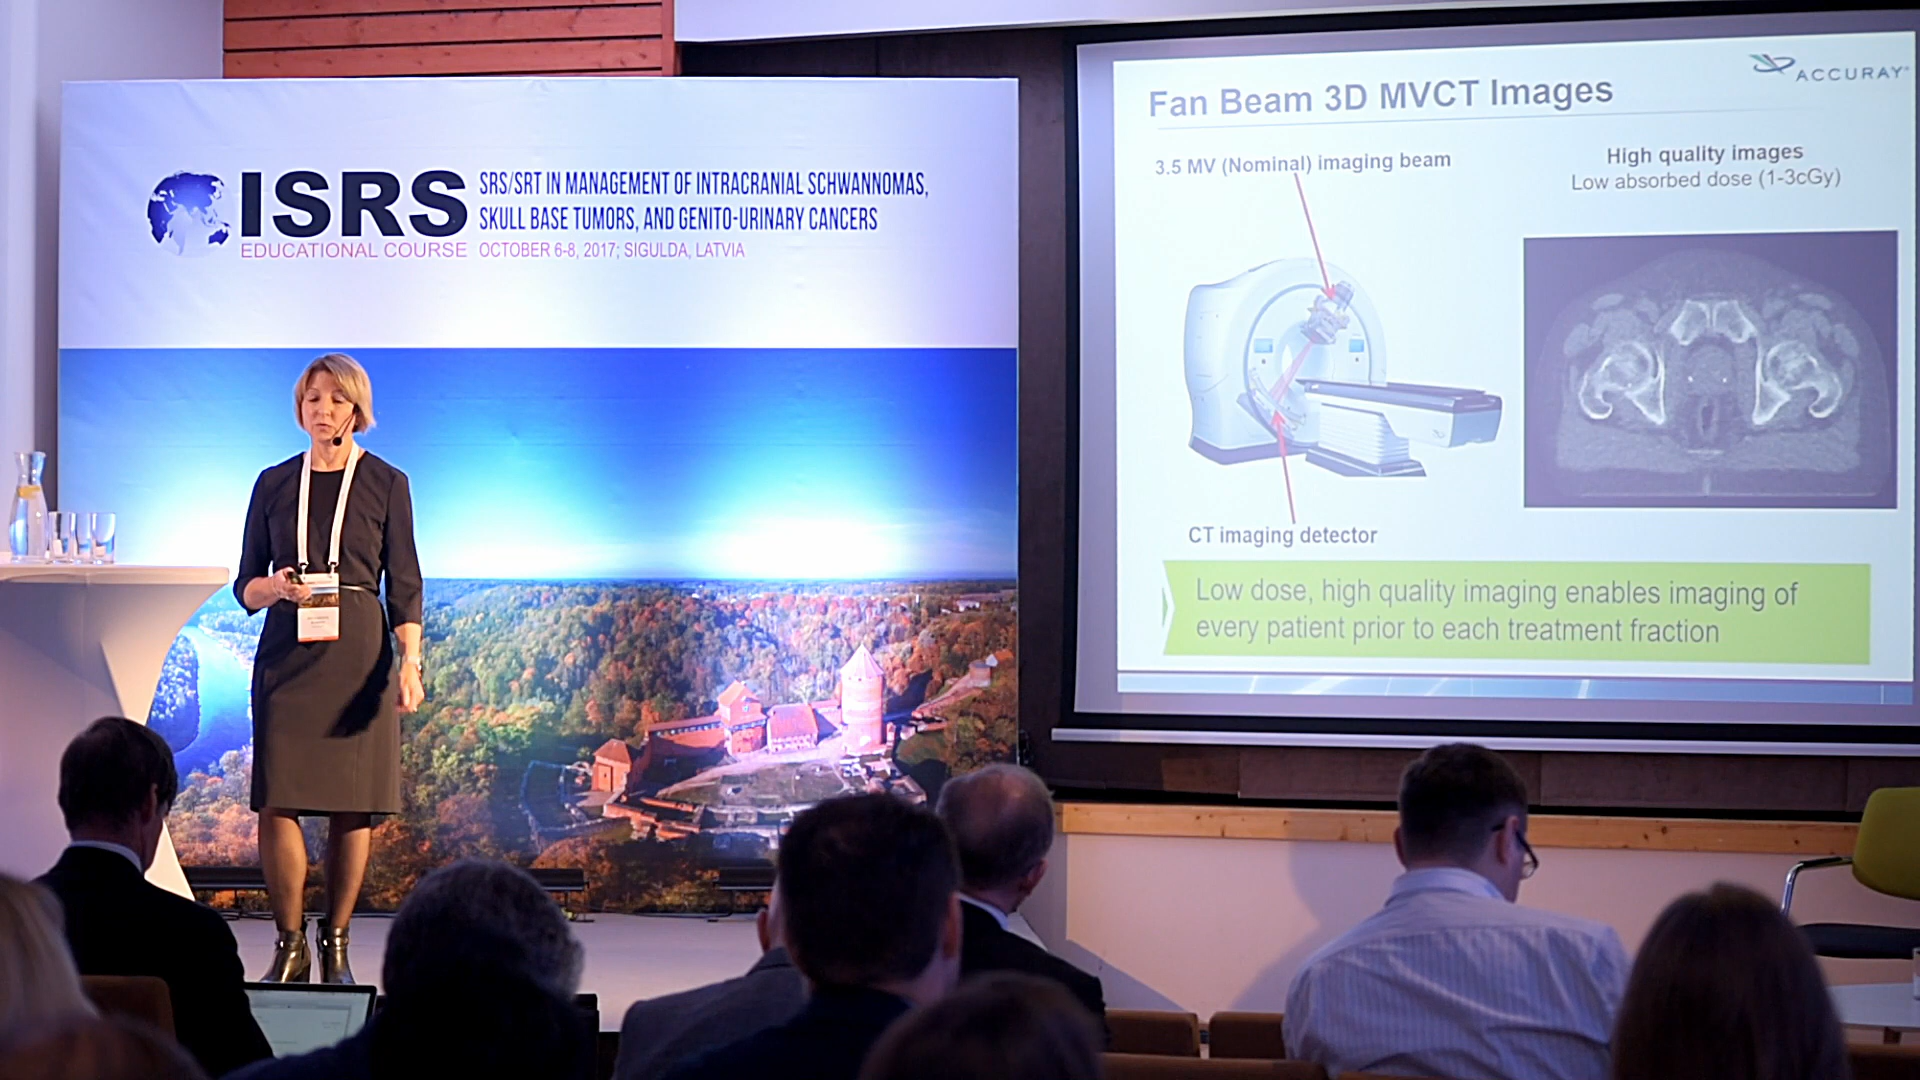 ISRS
EDUCATIONAL COURSE
SRS/SRT IN MANAGEMENT OF INTRACRANIAL SCHWANNOMAS,
SKULL BASE TUMORS, AND GENITO-URINARY CANCERS
OCTOBER 6-8, 2017; SIGULDA, LATVIA
ACCURAY
Fan Beam 3D MVCT Images
3.5 MV (Nominal) imaging beam
High quality images
Low absorbed dose (1-3cGy)
CT imaging detector
Low dose, high quality imaging enables imaging of
every patient prior to each treatment fraction